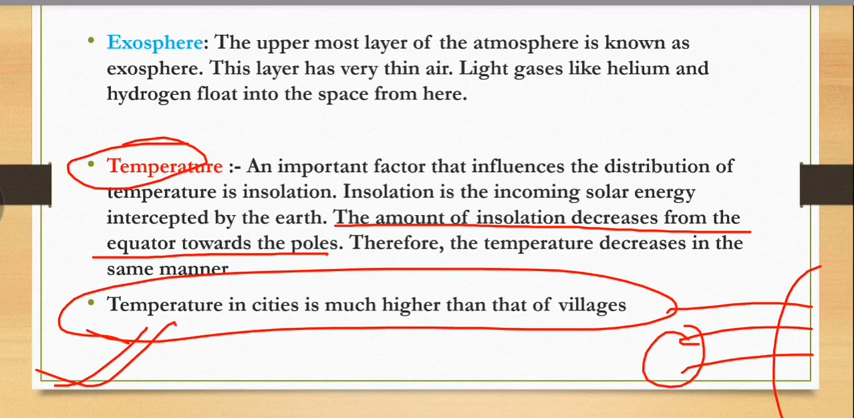 • Exosphere: The upper most layer of the atmosphere is known as
exosphere. This layer has very thin air. Light gases like helium and
hydrogen float into the space from here.
• Temperature :- An important factor that influences the distribution of
temperature is insolation. Insolation is the incoming solar energy
intercepted by the earth. The amount of insolation decreases from the
equator towards the poles. Therefore, the temperature decreases in the
same manner
• Temperature in cities is much higher than that of villages